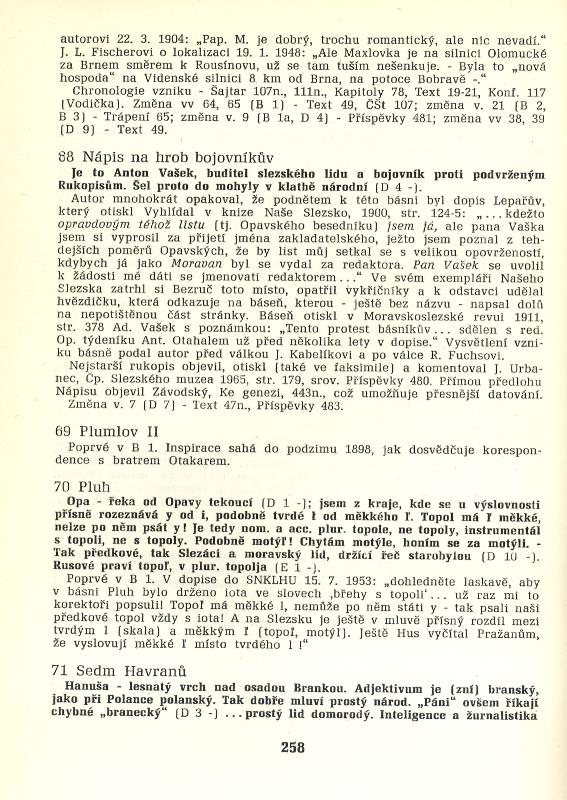 autorovi 22. 3. 1904: „Pap. M. je dobrý, trochu romantický, ale nic nevadí.“
J. L. Fischerovi o lokalizaci 19. 1. 1948: „Ale Maxlovka je na silnici Olomucké
za Brnem směrem k Rousínovu, už se tam tuším nešenkuje. - Byla to „nová
hospoda“ na Videnské silnici 8 km od Brna, na potoce Bobravě -.“
Chronologie vzniku - Šajtar 107n., 111n., Kapitoly 78, Text 19-21, Konf. 117
(Vodička). Změna vv 64, 65 (B 1) - Text 49, ČSt 107; změna v. 21 (B 2,
B 3) - Trápení 65; změna v. 9 (B 1a, D 4) - Příspěvky 481; změna vv 38, 39
(D 9) - Text 49.
68 Nápis na hrob bojovníkův
Je to Anton Vašek, buditel slezského lidu a bojovník proti podvrženým
Rukopisům. Šel proto do mohyly v klatbě národní (D 4 -).
Autor mnohokrát opakoval, že podnětem k této básni byl dopis Lepařův,
který otiskl Vyhlídal v knize Naše Slezsko, 1900, str. 124-5: „...kdežto
opravdovým téhož listu (tj. Opavského besedníku) jsem já, ale pana Vaška
jsem si vyprosil za přijetí jména zakladatelského, ježto jsem poznal z teh-
dejších poměrů Opavských, že by list můj setkal se s velikou opovržeností,
kdybych já jako Moravan byl se vydal za redaktora. Pan Vašek se uvolil
k žádosti mé dáti se jmenovati redaktorem...“ Ve svém exempláři Našeho
Slezska zatrhl si Bezruč toto místo, opatřil vykřičníky a k odstavci udělal
hvězdičku, která odkazuje na báseň, kterou - ještě bez názvu - napsal dolů
na nepotištěnou část stránky. Báseň otiskl v Moravskoslezské revui 1911,
str. 378 Ad. Vašek s poznámkou: „Tento protest básníkův... sdělen s red.
Op. týdeníku Ant. Otahalem už před několika lety v dopise.“ Vysvětlení vzni-
ku básně podal autor před válkou J. Kabelíkovi a po válce R. Fuchsovi.
Nejstarší rukopis objevil, otiskl (také ve faksimile) a komentoval J. Urba-
nec, Čp. Slezského muzea 1965, str. 179, srov. Příspěvky 480. Přímou předlohu
Nápisu objevil Závodský, Ke genezi, 443n., což umožňuje přesnější datování.
Změna v. 7 (D 7) - Text 47n., Příspěvky 483.
69 Plumlov II
Poprvé v B 1. Inspirace sahá do podzimu 1898, jak dosvědčuje korespon-
dence s bratrem Otakarem.
70 Pluh
Opa - řeka od Opavy tekoucí (D 1 -); jsem z kraje, kde se u výslovnosti
přísně rozeznává y od i, podobně tvrdé ł od měkkého ľ. Topol má ľ měkké,
nelze po něm psát y! Je tedy nom. a acc. plur. topole, ne topoly, instrumentál
s topoli, ne s topoly. Podobně motýľ! Chytám motýle, honím se za motýli. -
Tak předkové, tak Slezáci a moravský lid, držící řeč starobylou (D 10 -).
Rusové praví topoľ, v plur. topolja (E 1 -).
Poprvé v B 1. V dopise do SNKLHU 15. 7. 1953: „dohledněte laskavě, aby
v básni Pluh bylo drženo iota ve slovech ‚břehy s topolí‘... už raz mi to
korektoři popsuli! Topoľ má měkké l, nemůže po něm státi y - tak psali naši
předkové topol vždy s iota! A na Slezsku je ještě v mluvě přísný rozdíl mezi
tvrdým l (skala) a měkkým ľ (topoľ, motýľ). Ještě Hus vyčítal Pražanům,
že vyslovují měkké ľ místo tvrdého l !“
71 Sedm Havranů
Hanuša - lesnatý vrch nad osadou Brankou. Adjektivum je (zní) branský,
jako při Polance polanský. Tak dobře mluví prostý národ. „Páni“ ovšem říkají
chybné „branecký“ (D 3 -) ...prostý lid domorodý. Inteligence a žurnalistika
258